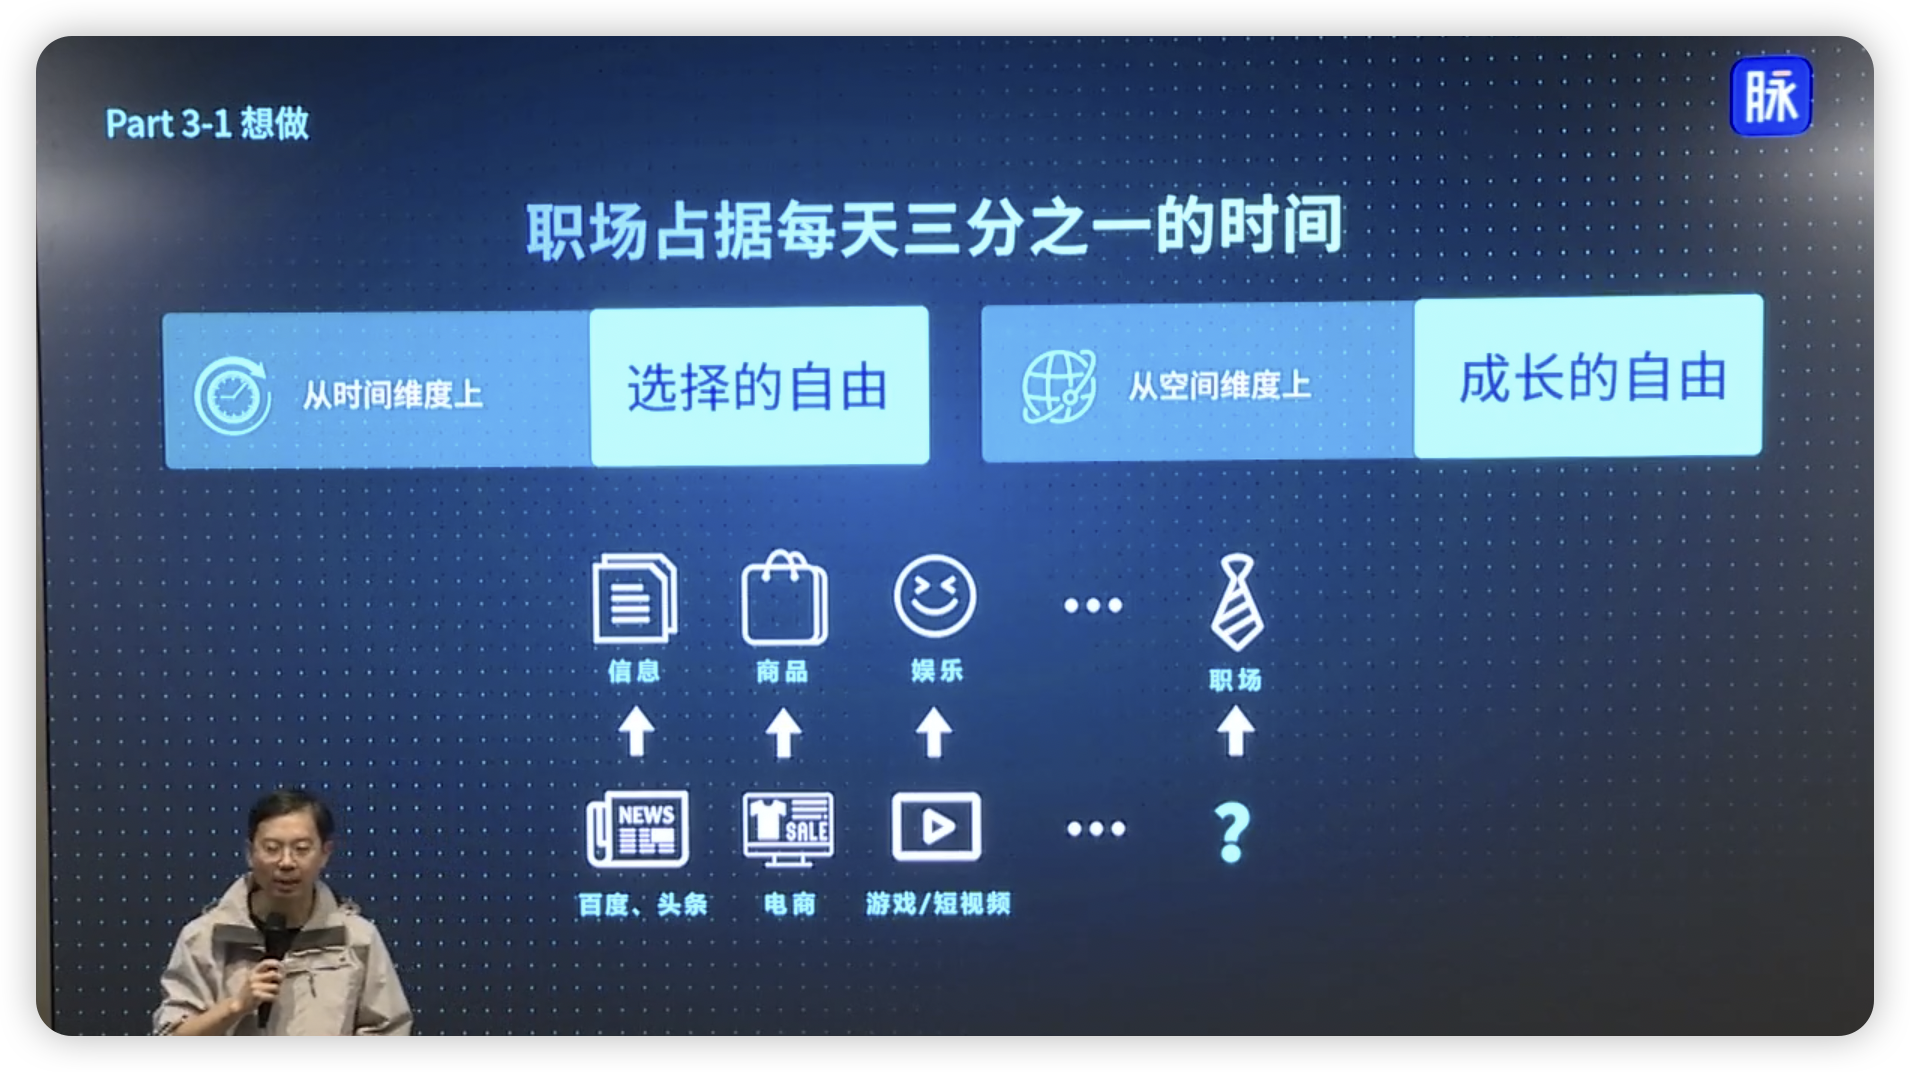 Part 3-1 想做
脉
职场占据每天三分之一的时间
从时间维度上
选择的自由
从空间维度上
成长的自由
信息
商品
娱乐
职场
NEWS
SALE
?
百度、头条
电商
游戏/短视频